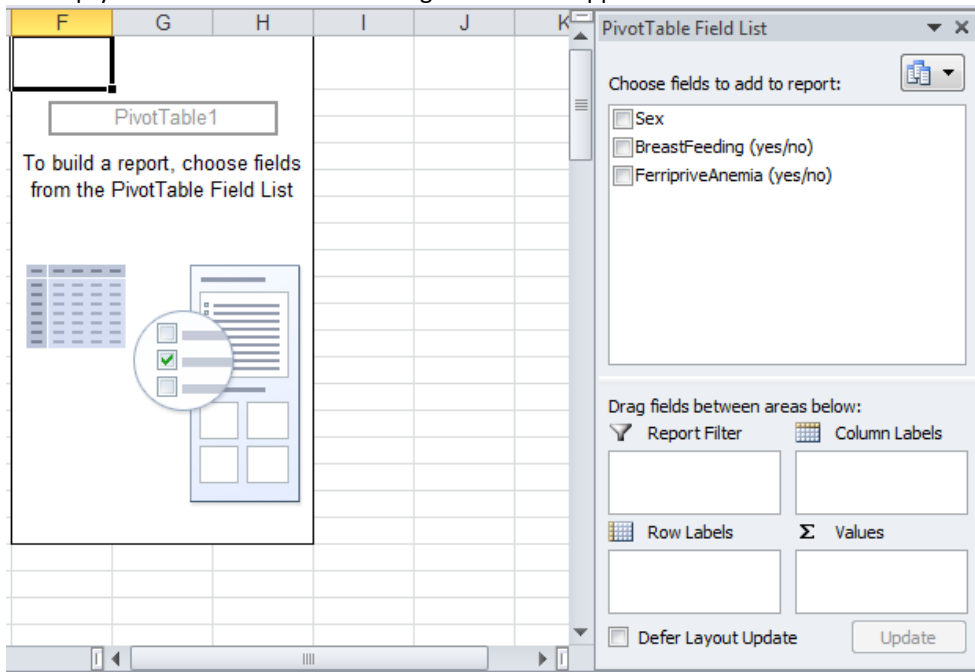 F G H I J K
PivotTable Field List
Choose fields to add to report:
Sex
BreastFeeding (yes/no)
FerripriveAnemia (yes/no)
PivotTable1
To build a report, choose fields
from the PivotTable Field List
Drag fields between areas below:
Report Filter
Column Labels
Row Labels
Σ Values
Defer Layout Update
Update